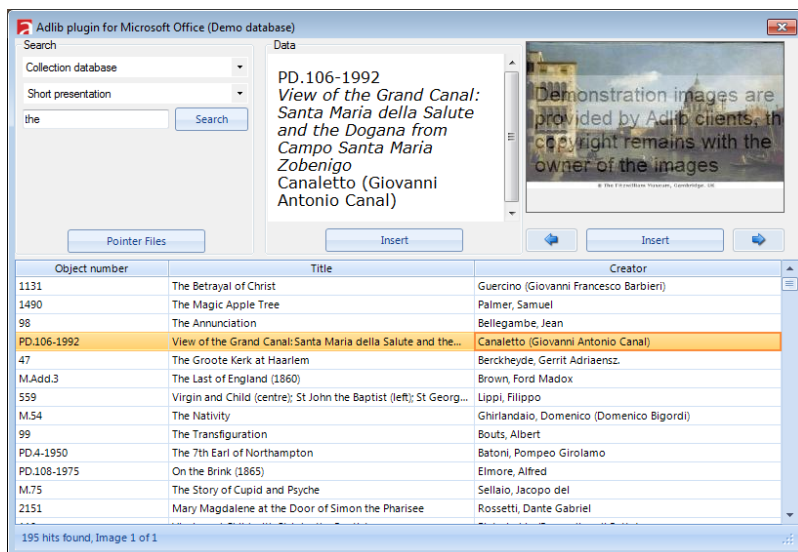 Adlib plugin for Microsoft Office (Demo database)
Search
Collection database
Short presentation
the
Search
Pointer Files
Data
PD.106-1992
View of the Grand Canal:
Santa Maria della Salute
and the Dogana from
Campo Santa Maria
Zobenigo
Canaletto (Giovanni
Antonio Canal)
Insert
Demonstration images are
provided by Adlib clients, th
copyright remains with the
owner of the images
© The Fitzwilliam Museum, Cambridge, UK
Insert
Object number Title Creator
1131 The Betrayal of Christ Guercino (Giovanni Francesco Barbieri)
1490 The Magic Apple Tree Palmer, Samuel
98 The Annunciation Bellegambe, Jean
PD.106-1992 View of the Grand Canal: Santa Maria della Salute and the... Canaletto (Giovanni Antonio Canal)
47 The Groote Kerk at Haarlem Berckheyde, Gerrit Adriaensz.
M.Add.3 The Last of England (1860) Brown, Ford Madox
559 Virgin and Child (centre); St John the Baptist (left); St Georg... Lippi, Filippo
M.54 The Nativity Ghirlandaio, Domenico (Domenico Bigordi)
99 The Transfiguration Bouts, Albert
PD.4-1950 The 7th Earl of Northampton Batoni, Pompeo Girolamo
PD.108-1975 On the Brink (1865) Elmore, Alfred
M.75 The Story of Cupid and Psyche Sellaio, Jacopo del
2151 Mary Magdalene at the Door of Simon the Pharisee Rossetti, Dante Gabriel
195 hits found, Image 1 of 1